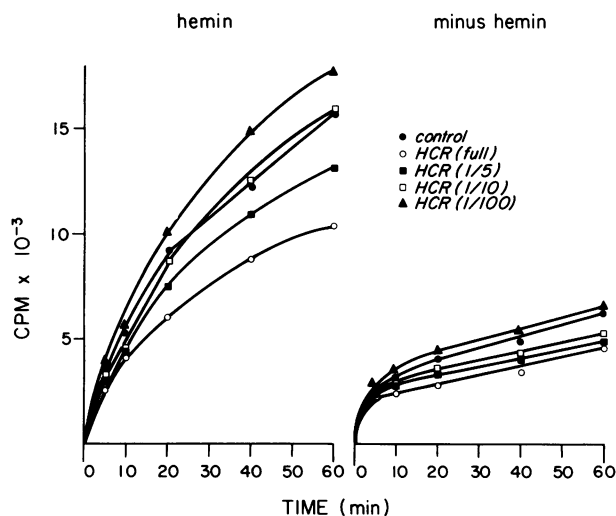 hemin
minus hemin
15
10
5
CPM x 10⁻³
control
HCR (full)
HCR (1/5)
HCR (1/10)
HCR (1/100)
0 10 20 30 40 50 60
0 10 20 30 40 50 60
TIME (min)